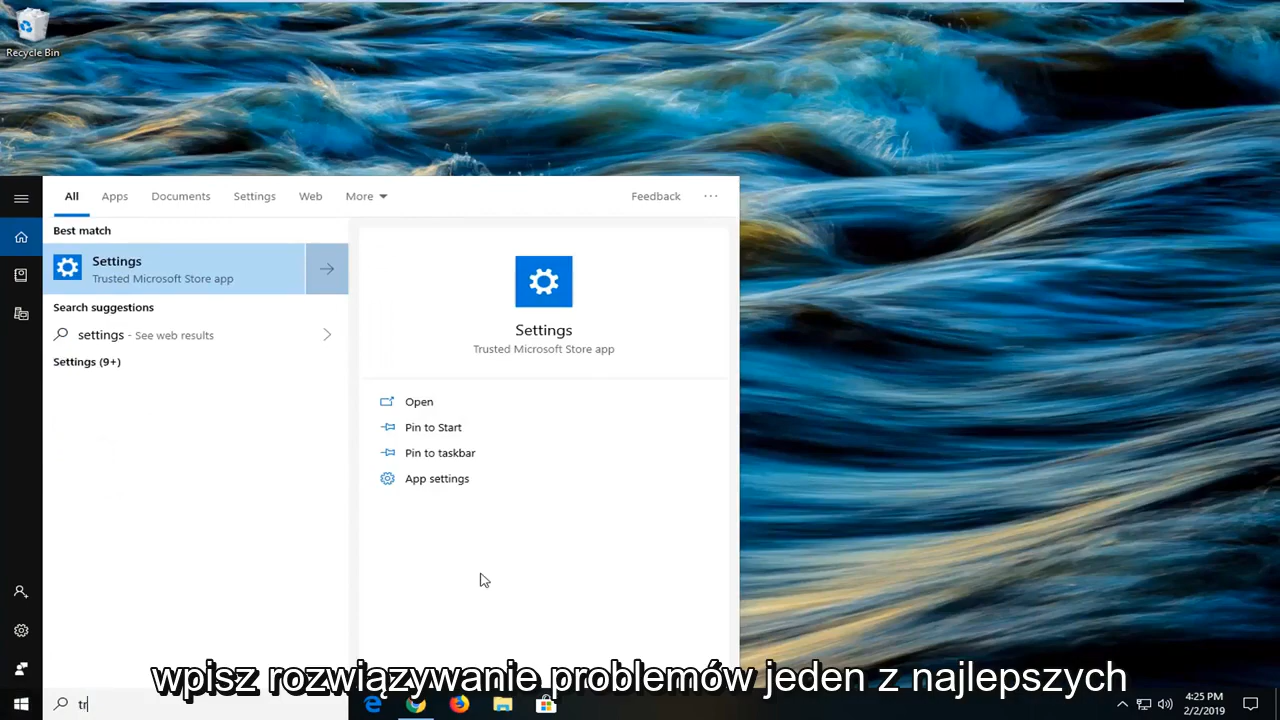 Recycle Bin
All Apps Documents Settings Web More Feedback ...
Best match
Settings
Trusted Microsoft Store app
Search suggestions
settings - See web results
Settings (9+)
Settings
Trusted Microsoft Store app
Open
Pin to Start
Pin to taskbar
App settings
wpisz rozwiązywanie problemów jeden z najlepszych
tr
4:25 PM
2/2/2019